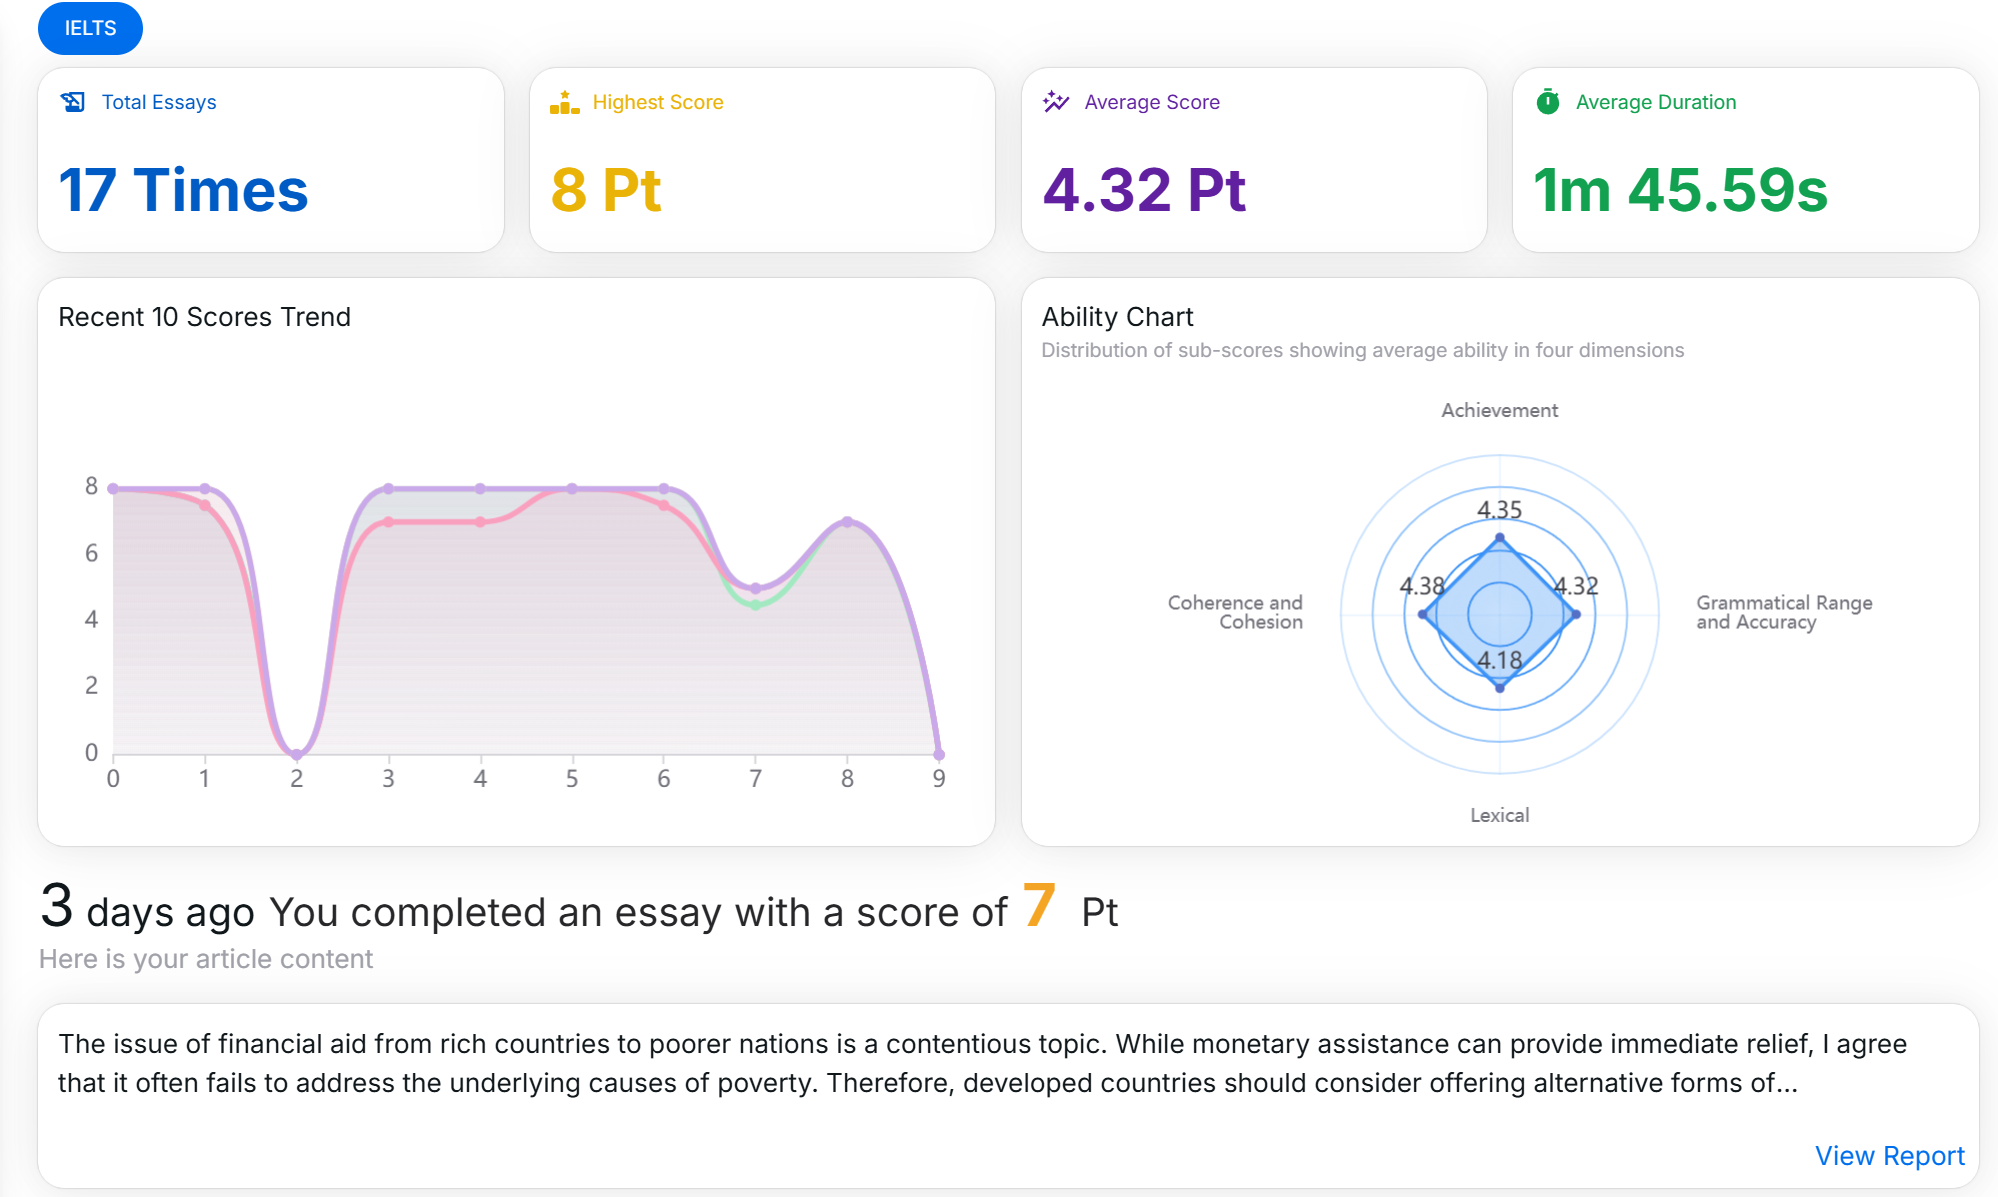 IELTS
Total Essays
17 Times
Highest Score
8 Pt
Average Score
4.32 Pt
Average Duration
1m 45.59s
Recent 10 Scores Trend
8
6
4
2
0
0 1 2 3 4 5 6 7 8 9
Ability Chart
Distribution of sub-scores showing average ability in four dimensions
Achievement
4.35
4.38
4.32
Coherence and
Cohesion
Grammatical Range
and Accuracy
4.18
Lexical
3 days ago You completed an essay with a score of 7 Pt
Here is your article content
The issue of financial aid from rich countries to poorer nations is a contentious topic. While monetary assistance can provide immediate relief, I agree
that it often fails to address the underlying causes of poverty. Therefore, developed countries should consider offering alternative forms of...
View Report